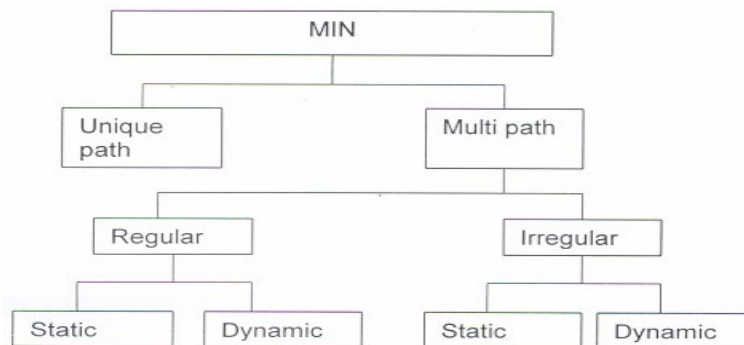 MIN
Unique
path
Multi path
Regular
Irregular
Static
Dynamic
Static
Dynamic